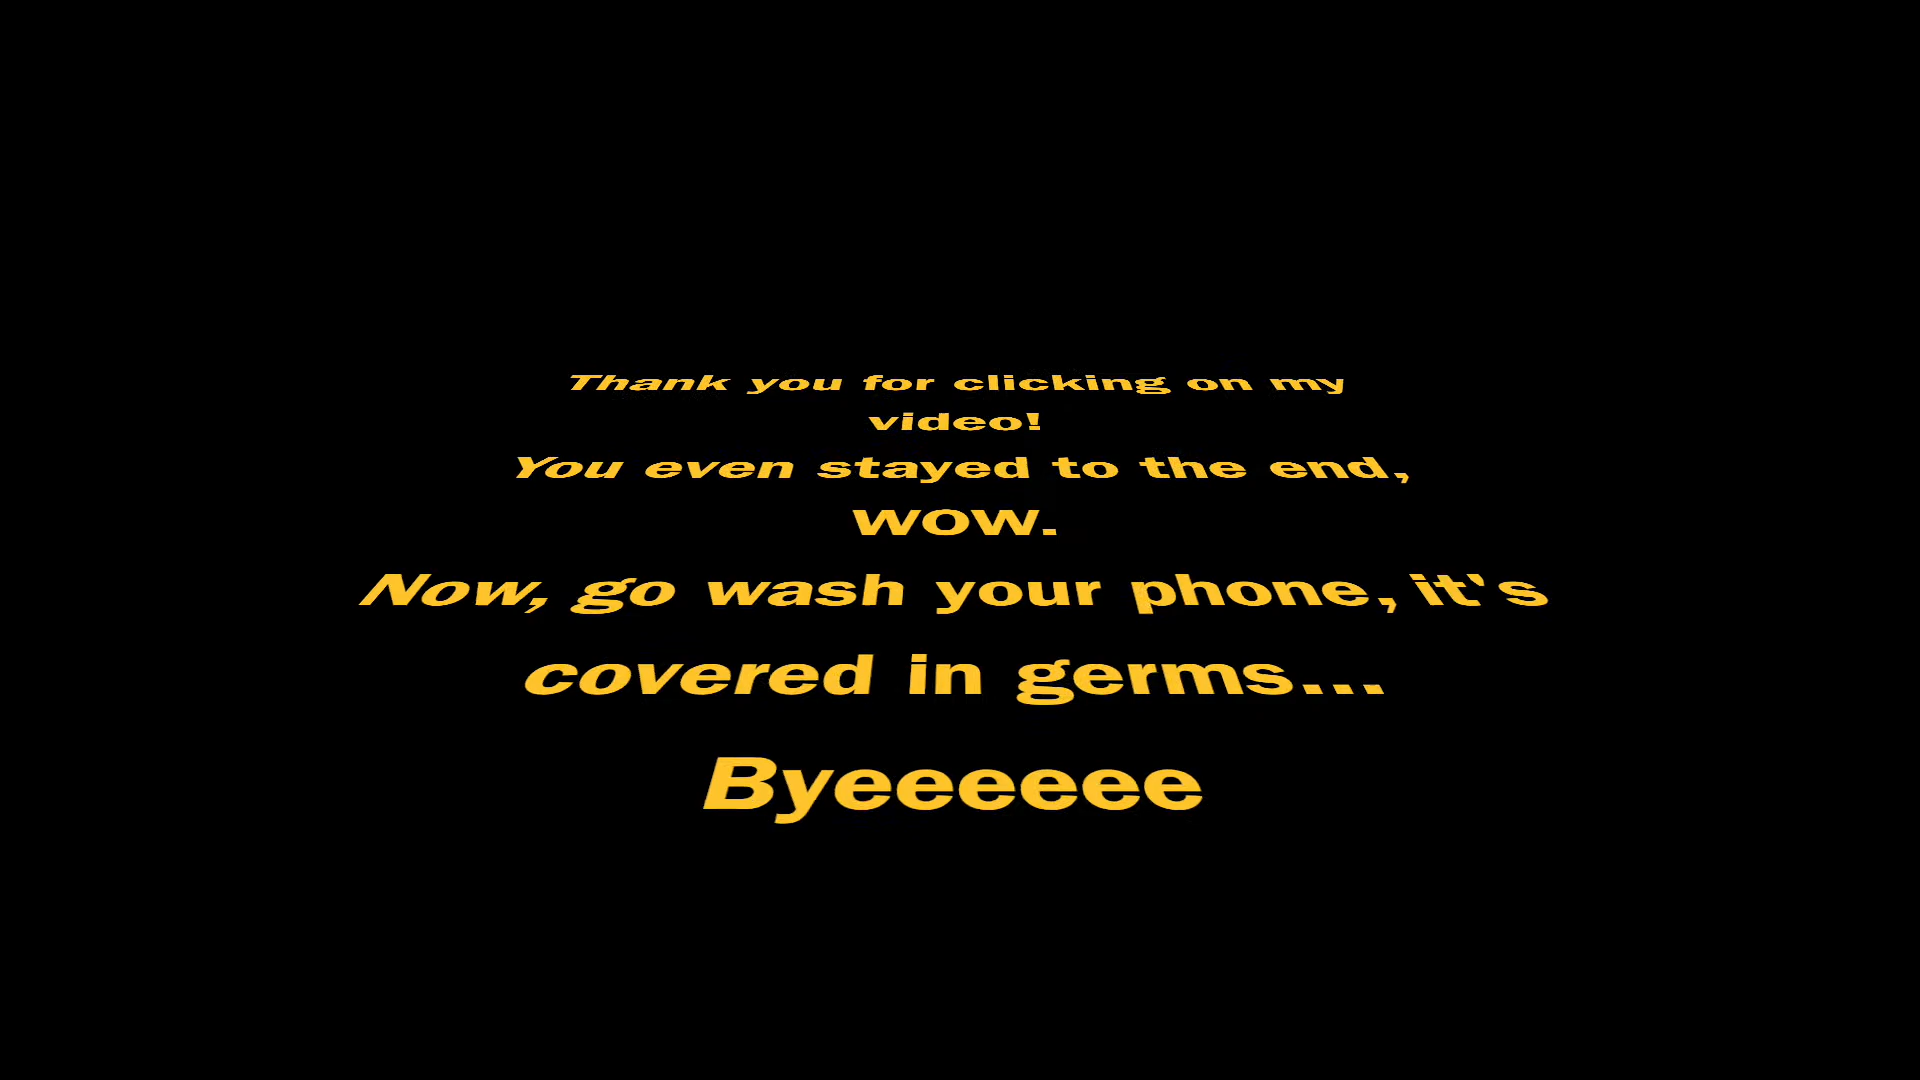 Thank you for clicking on my
video!
You even stayed to the end,
wow.
Now, go wash your phone, it's
covered in germs...
Byeeeeee